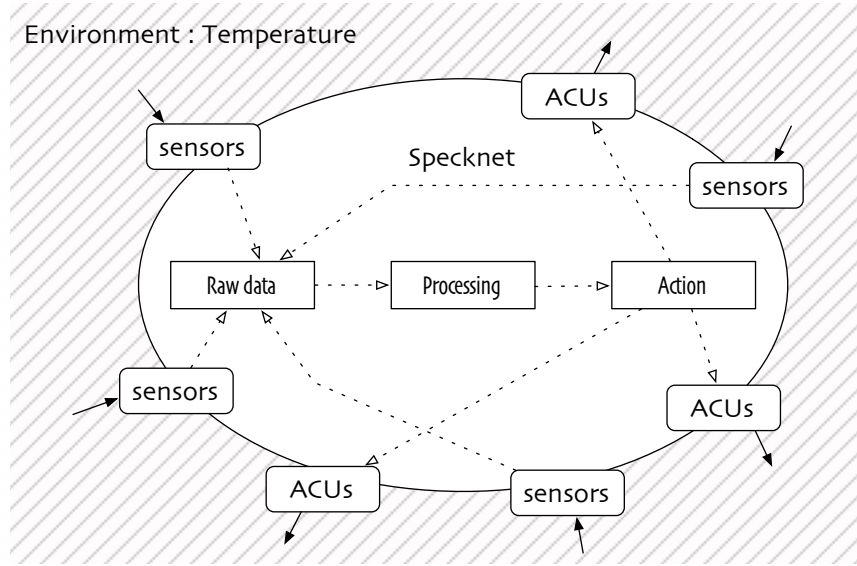 Environment : Temperature
ACUs
sensors
Specknet
sensors
Raw data
Processing
Action
sensors
ACUs
ACUs
sensors